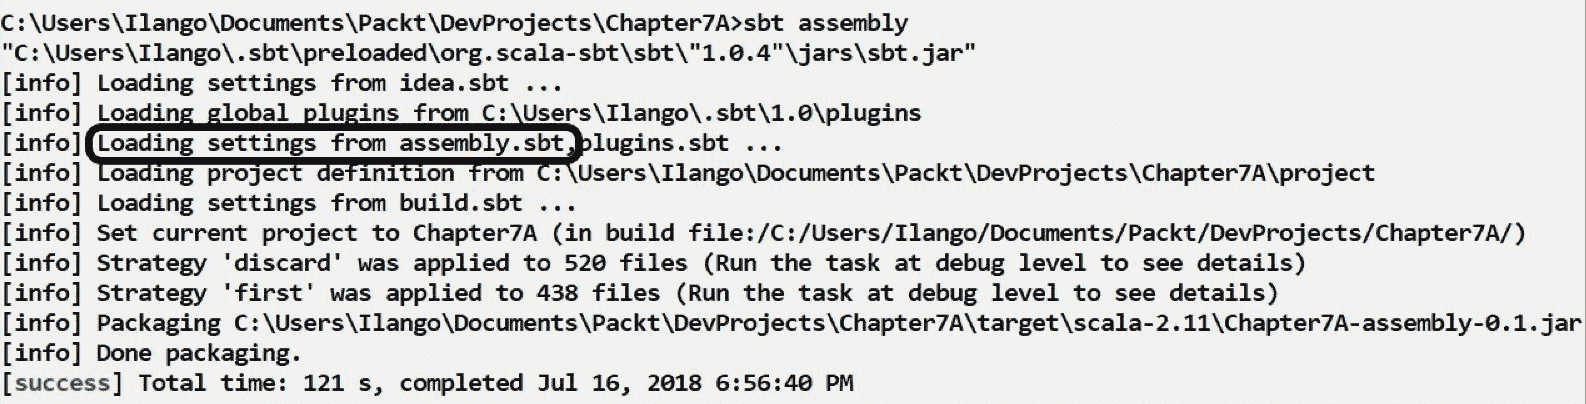 C:\Users\Ilango\Documents\Packt\DevProjects\Chapter7A>sbt assembly
"C:\Users\Ilango\.sbt\preloaded\org.scala-sbt\sbt\"1.0.4"\jars\sbt.jar"
[info] Loading settings from idea.sbt ...
[info] Loading global plugins from C:\Users\Ilango\.sbt\1.0\plugins
[info] Loading settings from assembly.sbt,plugins.sbt ...
[info] Loading project definition from C:\Users\Ilango\Documents\Packt\DevProjects\Chapter7A\project
[info] Loading settings from build.sbt ...
[info] Set current project to Chapter7A (in build file:/C:/Users/Ilango/Documents/Packt/DevProjects/Chapter7A/)
[info] Strategy 'discard' was applied to 520 files (Run the task at debug level to see details)
[info] Strategy 'first' was applied to 438 files (Run the task at debug level to see details)
[info] Packaging C:\Users\Ilango\Documents\Packt\DevProjects\Chapter7A\target\scala-2.11\Chapter7A-assembly-0.1.jar
[info] Done packaging.
[success] Total time: 121 s, completed Jul 16, 2018 6:56:40 PM